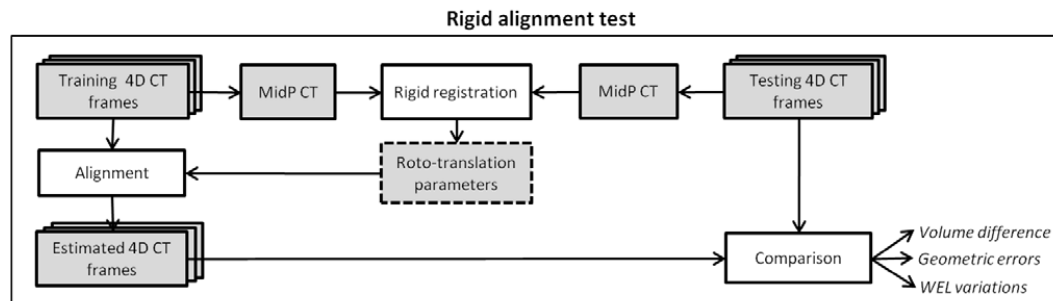 Rigid alignment test
Training 4D CT
frames
MidP CT
Rigid registration
MidP CT
Testing 4D CT
frames
Alignment
Roto-translation
parameters
Estimated 4D CT
frames
Comparison
Volume difference
Geometric errors
WEL variations